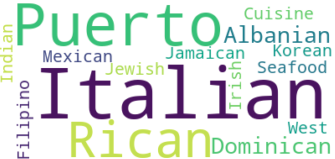 Cuisine
Puerto
Albanian
Indian
Mexican
Jamaican
Korean
Jewish
Irish
Seafood
Italian
Filipino
Rican
West
Dominican